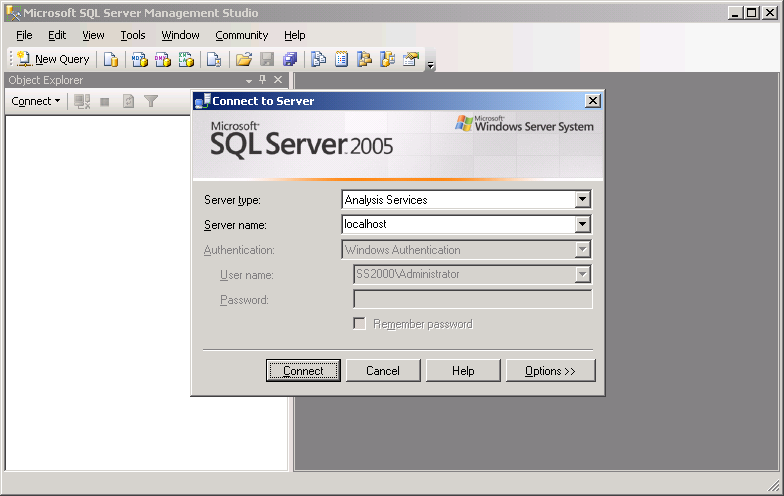 Microsoft SQL Server Management Studio
File Edit View Tools Window Community Help
New Query
Object Explorer
Connect
Connect to Server
Microsoft
SQL Server 2005
Microsoft
Windows Server System
Server type: Analysis Services
Server name: localhost
Authentication: Windows Authentication
User name: SS2000\Administrator
Password:
Remember password
Connect Cancel Help Options >>